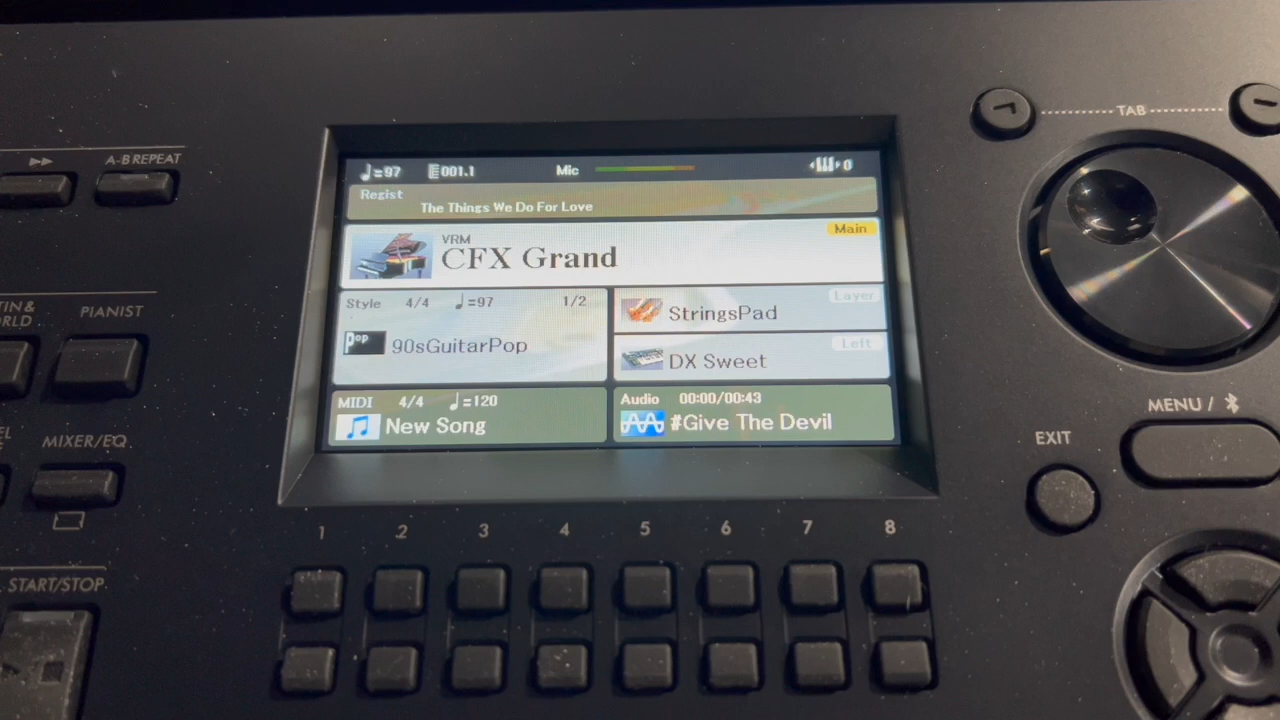 A-B REPEAT
TAB
=97
001.1
Mic
0
Regist
The Things We Do For Love
VRM
Main
CFX Grand
Style 4/4 =97 1/2
Pop
90sGuitarPop
Layer
StringsPad
Left
DX Sweet
MIDI 4/4 =120
New Song
Audio 00:00/00:43
#Give The Devil
PIANIST
MIXER/EQ
START/STOP
MENU /
EXIT
1 2 3 4 5 6 7 8